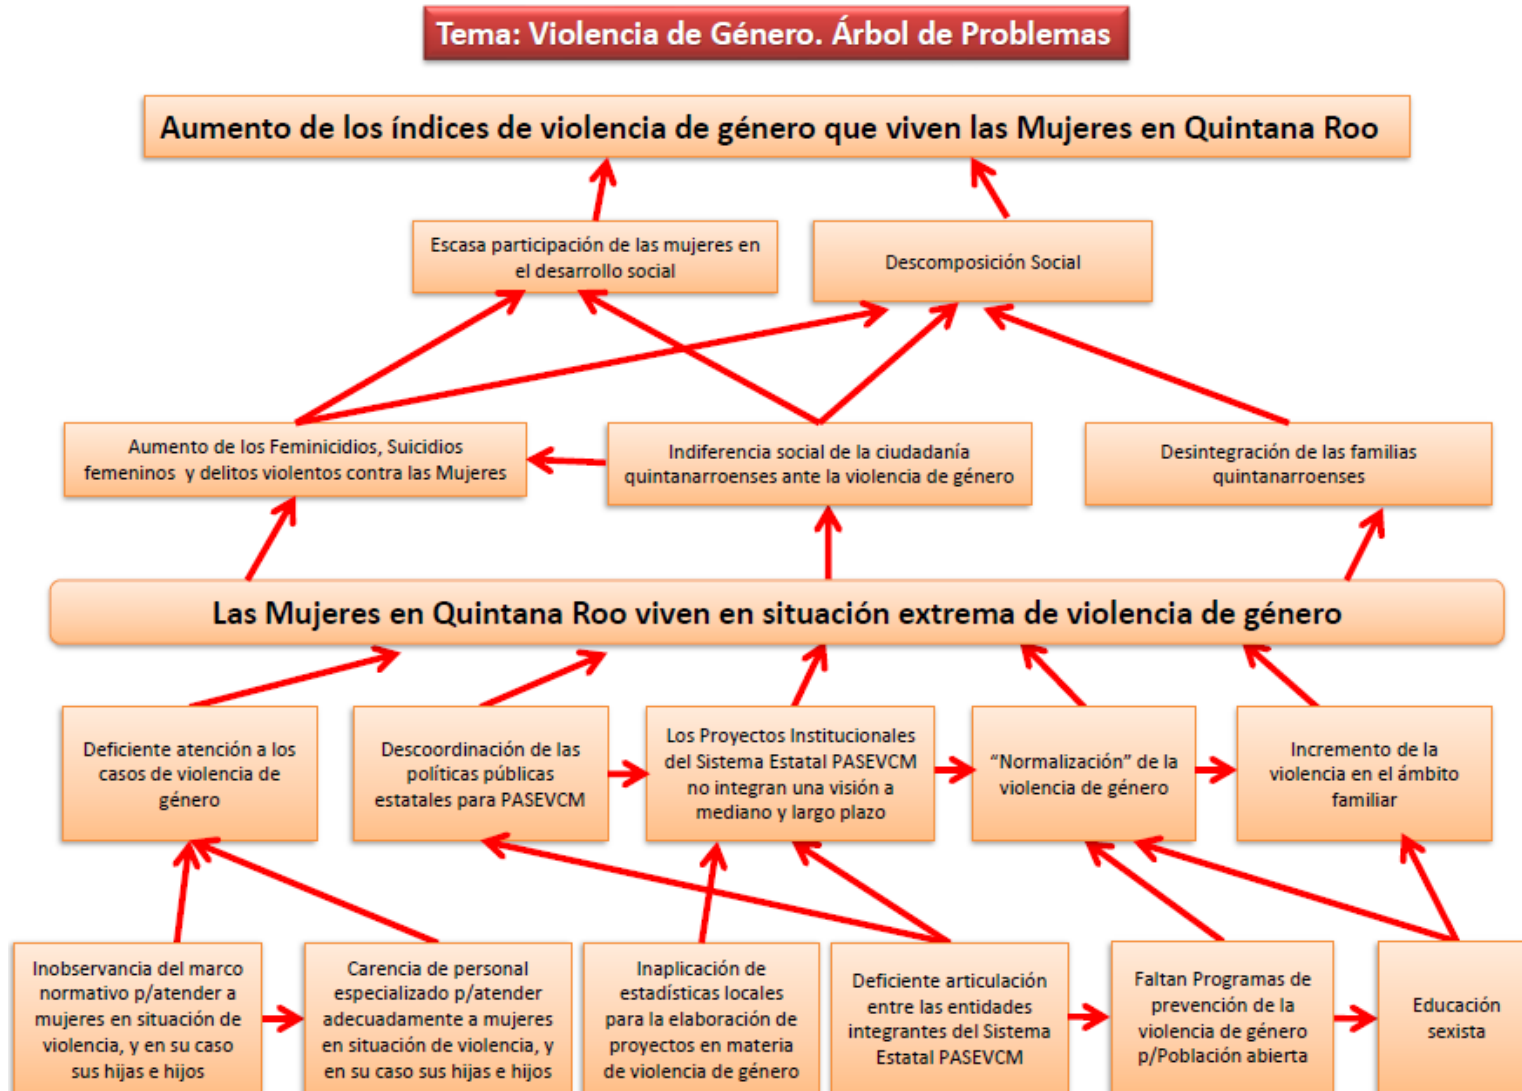 Tema: Violencia de Género. Árbol de Problemas
Aumento de los índices de violencia de género que viven las Mujeres en Quintana Roo
Escasa participación de las mujeres en
el desarrollo social
Descomposición Social
Aumento de los Feminicidios, Suicidios
femeninos y delitos violentos contra las Mujeres
Indiferencia social de la ciudadanía
quintanarroenses ante la violencia de género
Desintegración de las familias
quintanarroenses
Las Mujeres en Quintana Roo viven en situación extrema de violencia de género
Deficiente atención a los
casos de violencia de
género
Descoordinación de las
políticas públicas
estatales para PASEVCM
Los Proyectos Institucionales
del Sistema Estatal PASEVCM
no integran una visión a
mediano y largo plazo
“Normalización” de la
violencia de género
Incremento de la
violencia en el ámbito
familiar
Inobservancia del marco
normativo p/atender a
mujeres en situación de
violencia, y en su caso
sus hijas e hijos
Carencia de personal
especializado p/atender
adecuadamente a mujeres
en situación de violencia, y
en su caso sus hijas e hijos
Inaplicación de
estadísticas locales
para la elaboración de
proyectos en materia
de violencia de género
Deficiente articulación
entre las entidades
integrantes del Sistema
Estatal PASEVCM
Faltan Programas de
prevención de la
violencia de género
p/Población abierta
Educación
sexista